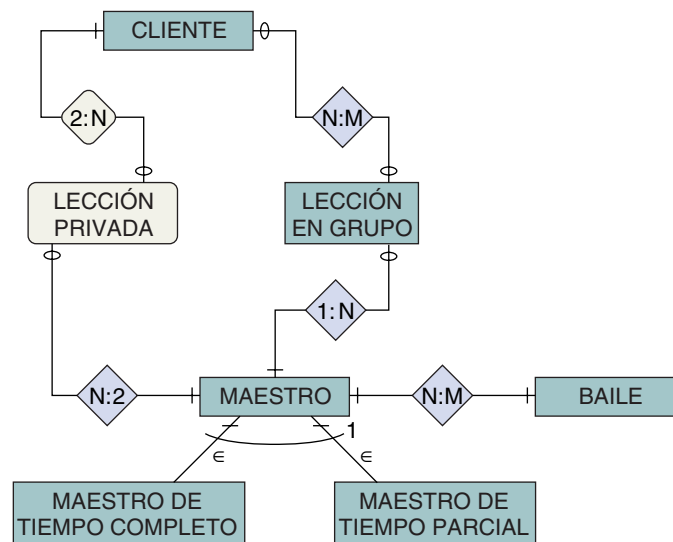 CLIENTE
2:N
N:M
LECCIÓN
PRIVADA
LECCIÓN
EN GRUPO
1:N
N:2
MAESTRO
N:M
BAILE
1
∈
∈
MAESTRO DE
TIEMPO COMPLETO
MAESTRO DE
TIEMPO PARCIAL